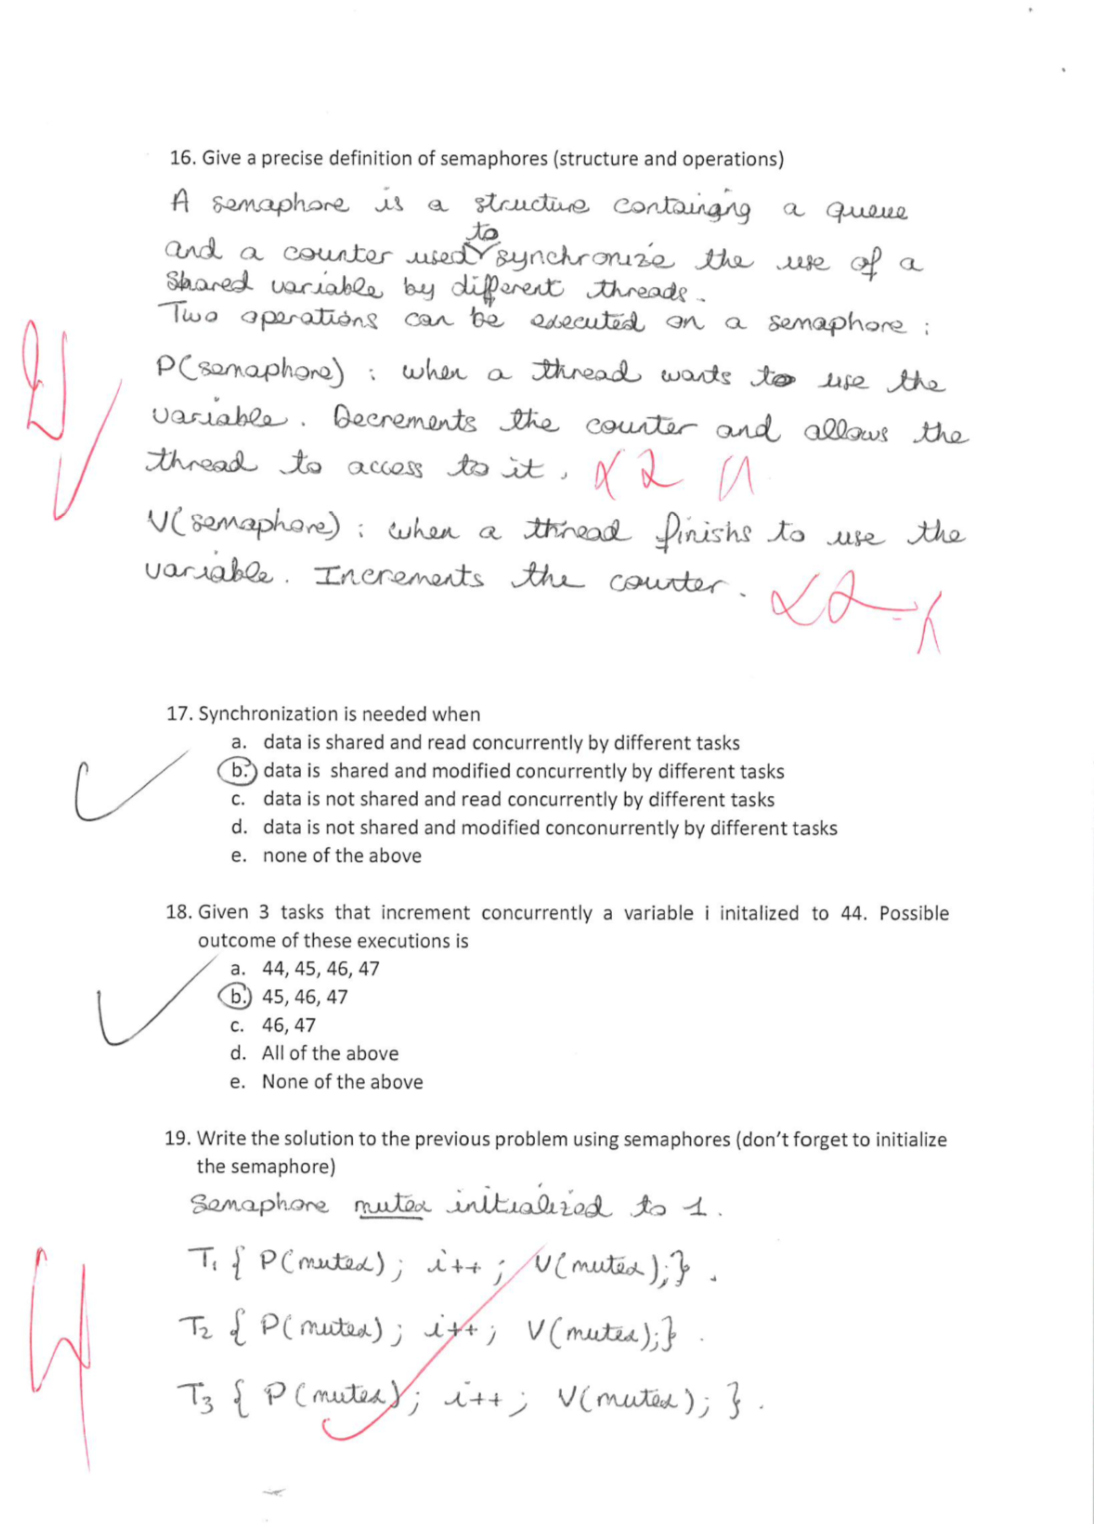 16. Give a precise definition of semaphores (structure and operations)
A semaphore is a structure containging a queue
and a counter used to synchronize the use of a
shared variable by different threads.
Two operations can be executed on a semaphore :
P(semaphore) : when a thread wants to use the
variable. Decrements the counter and allows the
thread to access to it.
V(semaphore) : when a thread finishs to use the
variable. Increments the counter.
17. Synchronization is needed when
a. data is shared and read concurrently by different tasks
b. data is shared and modified concurrently by different tasks
c. data is not shared and read concurrently by different tasks
d. data is not shared and modified conconurrently by different tasks
e. none of the above
18. Given 3 tasks that increment concurrently a variable i initalized to 44. Possible
outcome of these executions is
a. 44, 45, 46, 47
b. 45, 46, 47
c. 46, 47
d. All of the above
e. None of the above
19. Write the solution to the previous problem using semaphores (don't forget to initialize
the semaphore)
Semaphore mutex initialized to 1.
T1 { P(mutex); i++; V(mutex);} .
T2 { P(mutex); i++; V(mutex);} .
T3 { P(mutex); i++; V(mutex); } .